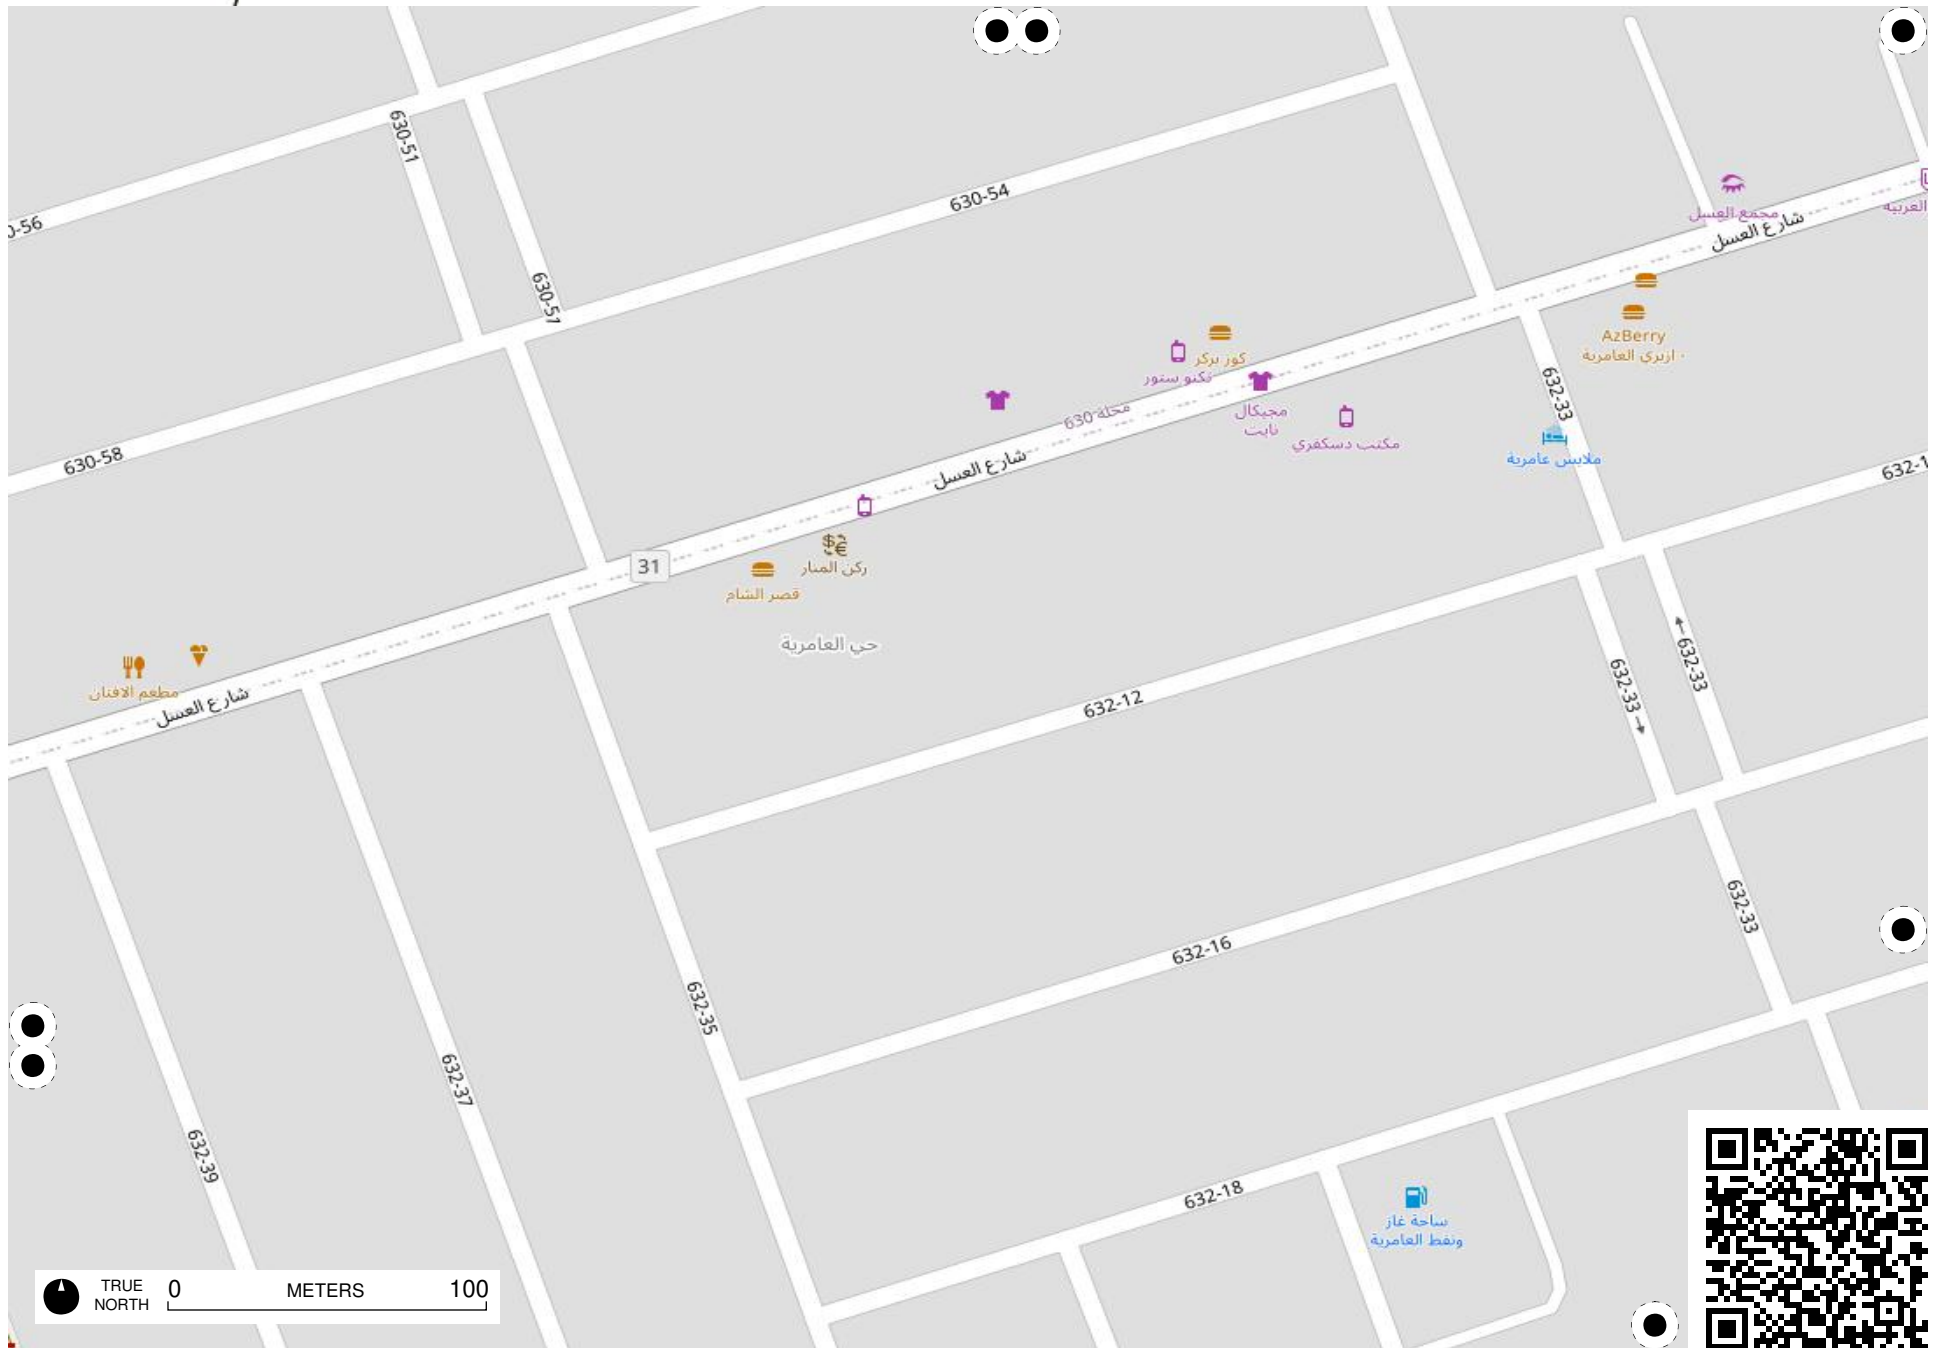 630-51
630-54
مجمع العسل
العربية
شارع العسل
630-51
AzBerry
ازبري العامرية -
كوز بركر
تكنو ستور
محلة 630
مجيكال
نايت
مكتب دسكفري
632-33
ملابس عامرية
630-58
شارع العسل
31
ركن المنار
قصر الشام
حي العامرية
632-33
632-33
مطعم الافنان
شارع العسل
632-12
632-33
632-16
632-35
632-37
632-39
632-18
ساحة غاز
ونفط العامرية
TRUE
NORTH
0 METERS 100